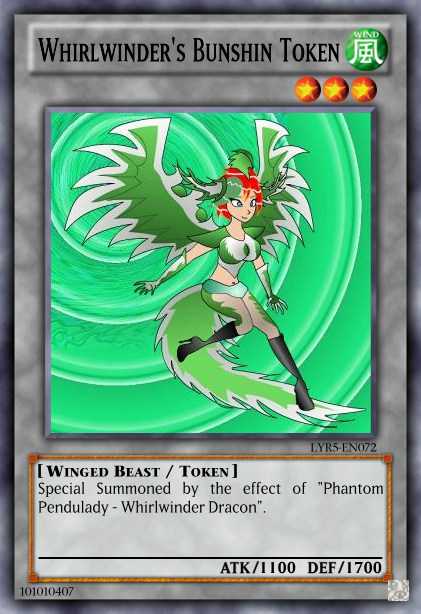 Whirlwinder's Bunshin Token
WIND
風
LYR5-EN072
[ Winged Beast / Token ]
Special Summoned by the effect of "Phantom
Pendulady - Whirlwinder Dracon".
ATK/1100 DEF/1700
101010407